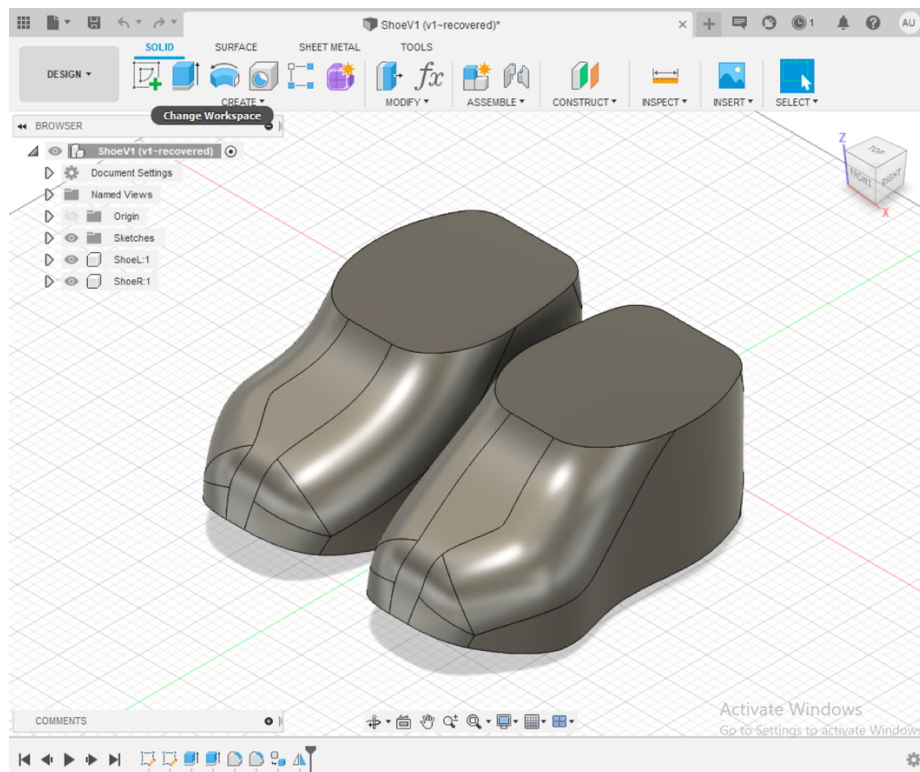 ShoeV1 (v1~recovered)*
1
AU
DESIGN
SOLID
SURFACE
SHEET METAL
TOOLS
fx
CREATE
MODIFY
ASSEMBLE
CONSTRUCT
INSPECT
INSERT
SELECT
Change Workspace
BROWSER
ShoeV1 (v1~recovered)
Document Settings
Named Views
Origin
Sketches
ShoeL:1
ShoeR:1
Z
TOP
FRONT
RIGHT
X
COMMENTS
Activate Windows
Go to Settings to activate Windows